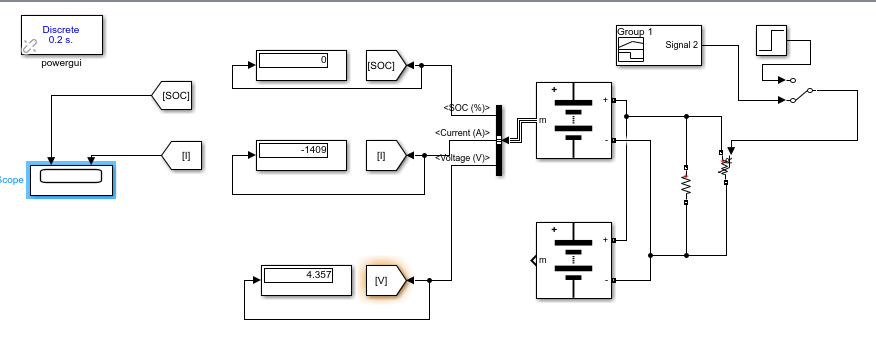 Discrete
0.2 s.
powergui
[SOC]
[I]
Scope
0
[SOC]
-1409
[I]
4.357
[V]
<SOC (%)>
<Current (A)>
<Voltage (V)>
+
m
+
-
+
m
+
-
Group 1
Signal 2